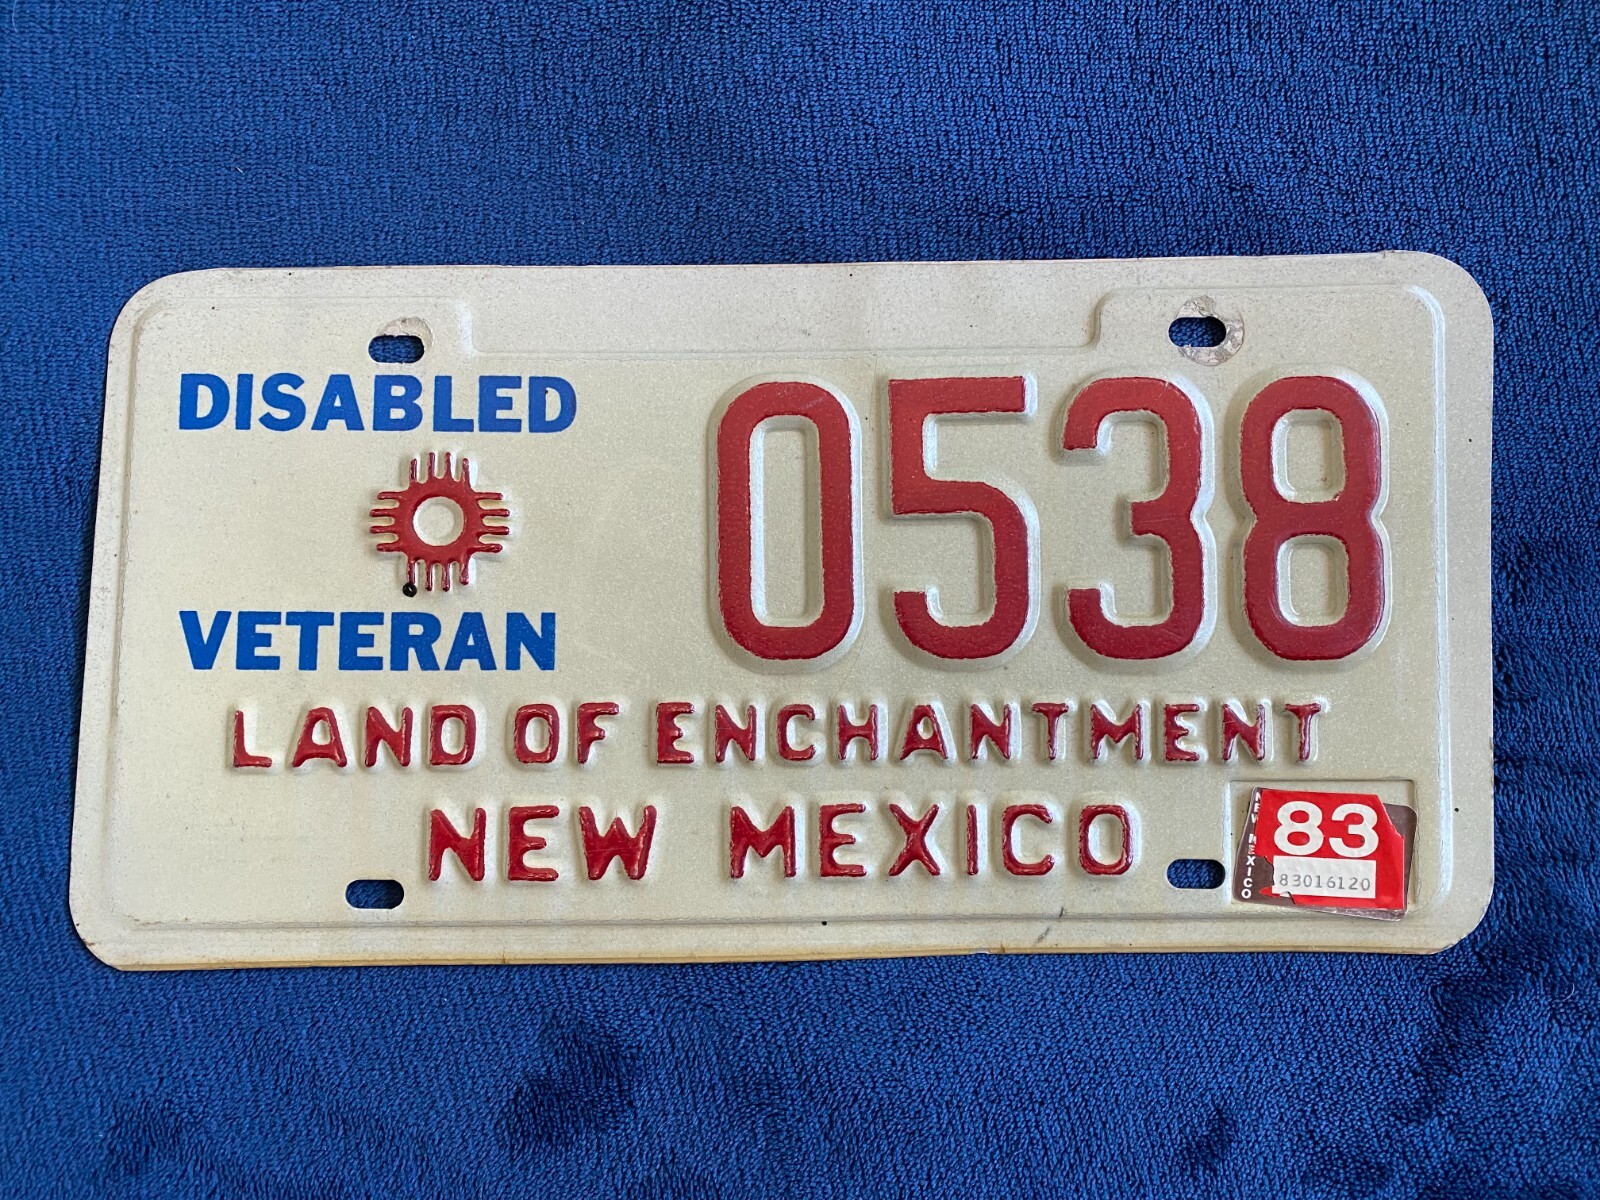 DISABLED
0538
VETERAN
LAND OF ENCHANTMENT
NEW MEXICO
NEW MEXICO
83
83016120